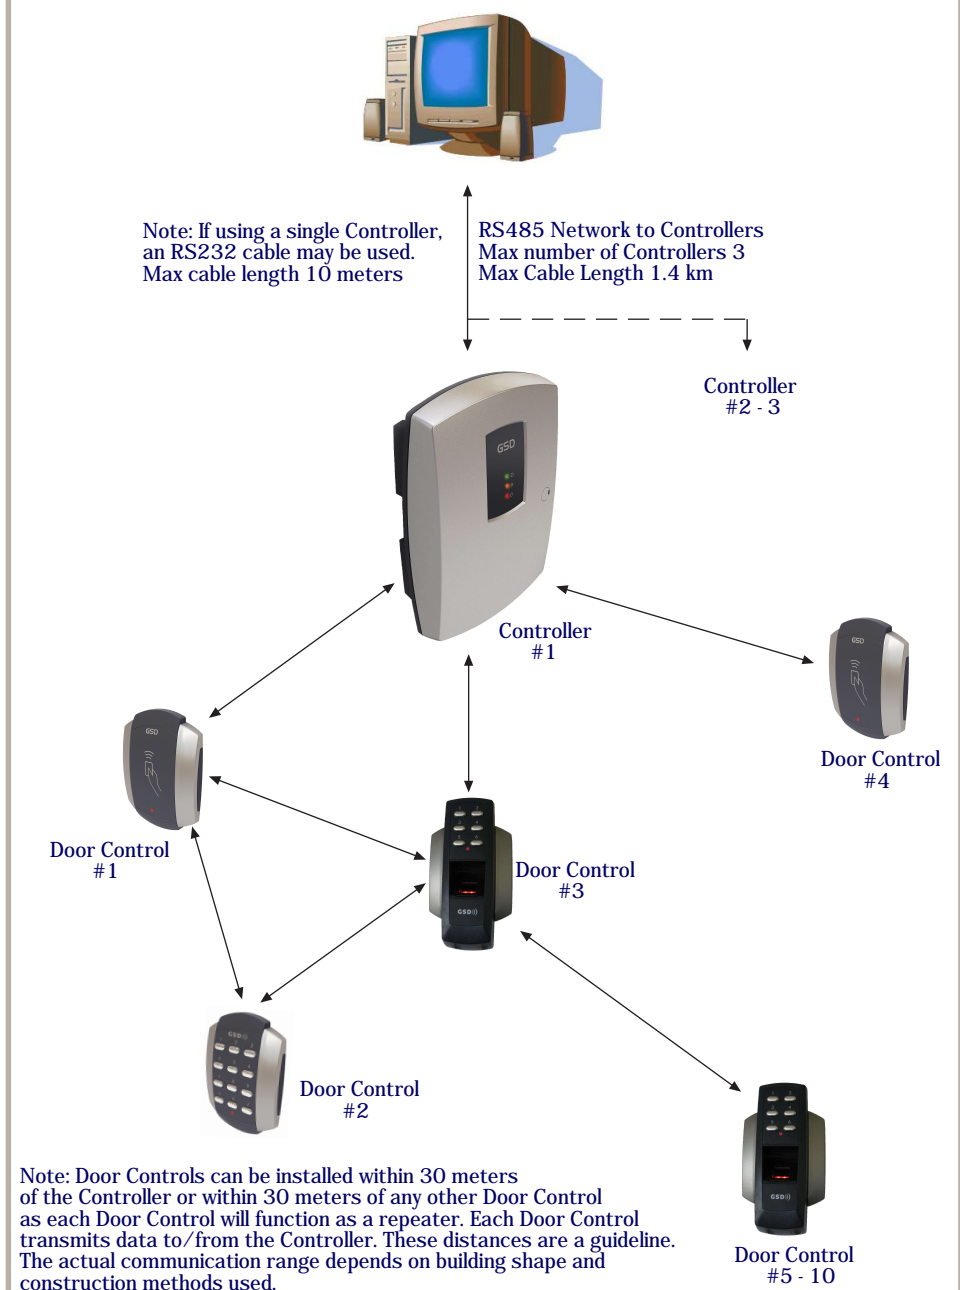 Note: If using a single Controller,
an RS232 cable may be used.
Max cable length 10 meters
RS485 Network to Controllers
Max number of Controllers 3
Max Cable Length 1.4 km
Controller
#2 - 3
GSD
Controller
#1
GSD
Door Control
#4
GSD
Door Control
#1
GSD
Door Control
#3
GSD
Door Control
#2
GSD
Door Control
#5 - 10
Note: Door Controls can be installed within 30 meters
of the Controller or within 30 meters of any other Door Control
as each Door Control will function as a repeater. Each Door Control
transmits data to/from the Controller. These distances are a guideline.
The actual communication range depends on building shape and
construction methods used.